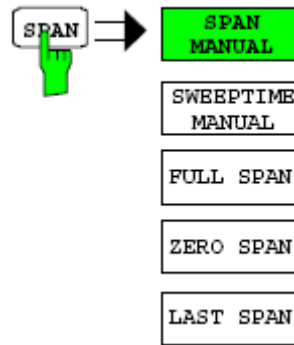 SPAN
SPAN
MANUAL
SWEEPTIME
MANUAL
FULL SPAN
ZERO SPAN
LAST SPAN